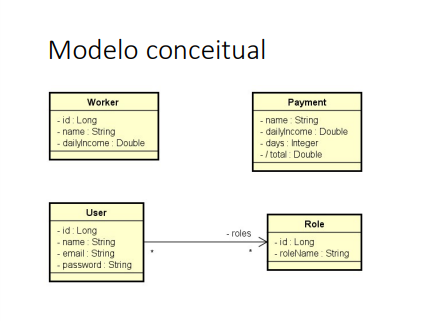 Modelo conceitual
Worker
- id : Long
- name : String
- dailyIncome : Double
Payment
- name : String
- dailyIncome : Double
- days : Integer
- / total : Double
User
- id : Long
- name : String
- email : String
- password : String
- roles
*
*
Role
- id : Long
- roleName : String